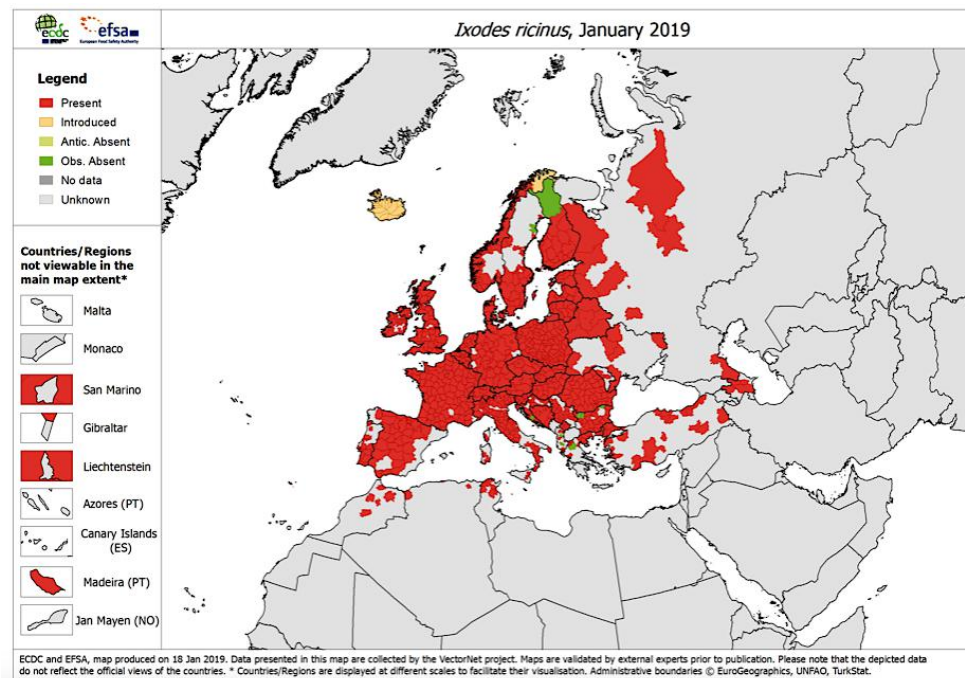 ecdc
efsa
European Food Safety Authority
Ixodes ricinus, January 2019
Legend
Present
Introduced
Antic. Absent
Obs. Absent
No data
Unknown
Countries/Regions
not viewable in the
main map extent*
Malta
Monaco
San Marino
Gibraltar
Liechtenstein
Azores (PT)
Canary Islands
(ES)
Madeira (PT)
Jan Mayen (NO)
ECDC and EFSA, map produced on 18 Jan 2019. Data presented in this map are collected by the VectorNet project. Maps are validated by external experts prior to publication. Please note that the depicted data
do not reflect the official views of the countries. * Countries/Regions are displayed at different scales to facilitate their visualisation. Administrative boundaries © EuroGeographics, UNFAO, TurkStat.